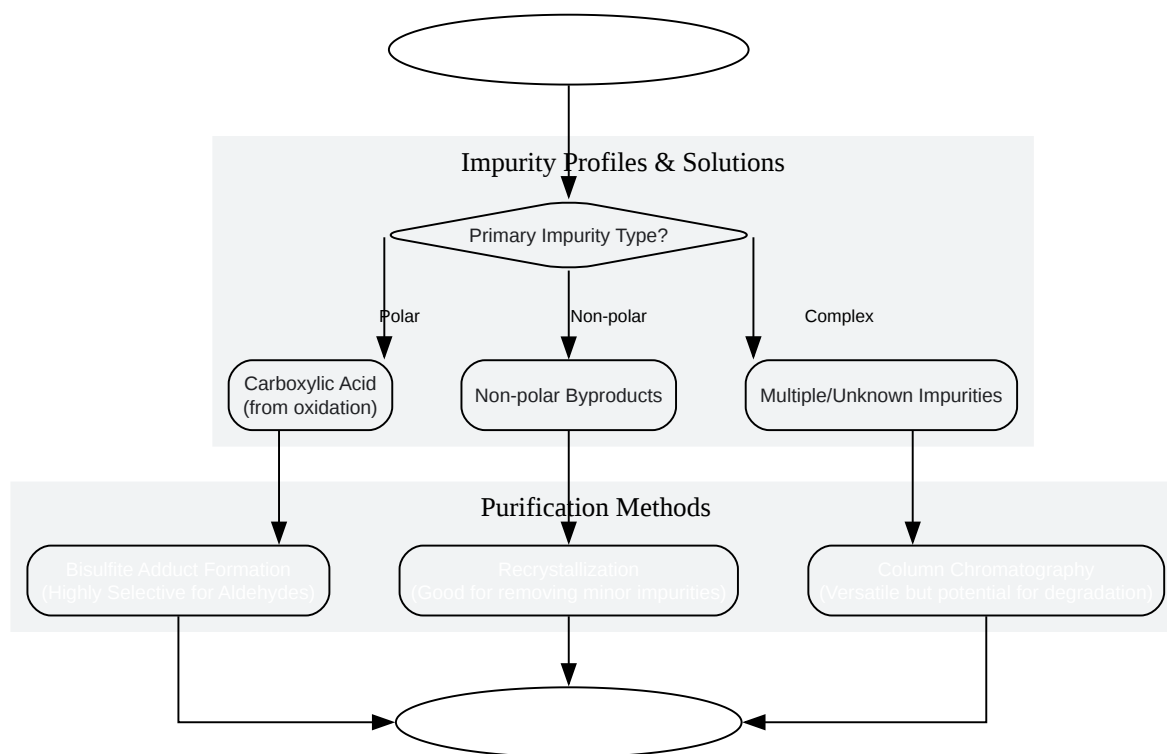 Impurity Profiles & Solutions
Primary Impurity Type?
Polar
Non-polar
Complex
Carboxylic Acid
(from oxidation)
Non-polar Byproducts
Multiple/Unknown Impurities
Purification Methods
Bisulfite Adduct Formation
(Highly Selective for Aldehydes)
Recrystallization
(Good for removing minor impurities)
Column Chromatography
(Versatile but potential for degradation)